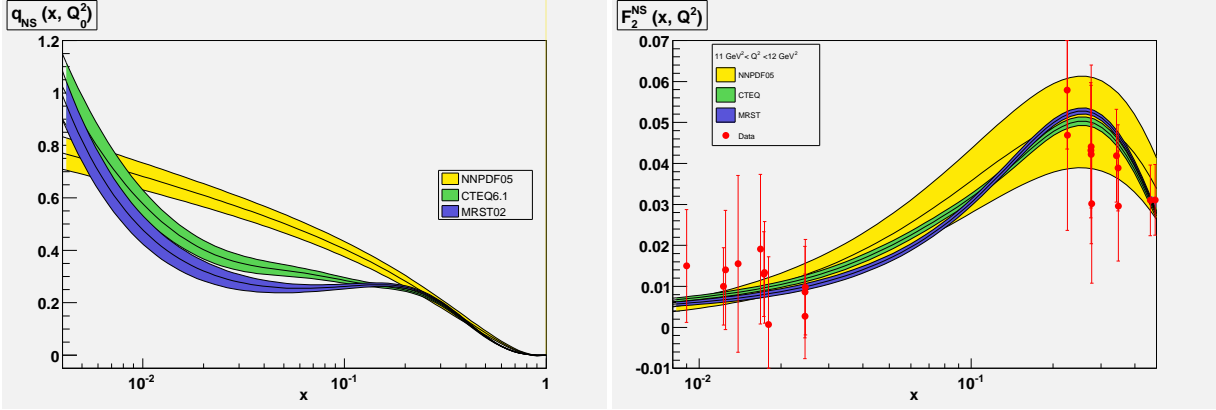 q_NS (x, Q_0^2)
1.2
1
0.8
0.6
0.4
0.2
0
NNPDF05
CTEQ6.1
MRST02
10^-2
10^-1
1
x
F_2^NS (x, Q^2)
0.07
0.06
0.05
0.04
0.03
0.02
0.01
0
-0.01
11 GeV^2 < Q^2 <12 GeV^2
NNPDF05
CTEQ
MRST
Data
10^-2
10^-1
x